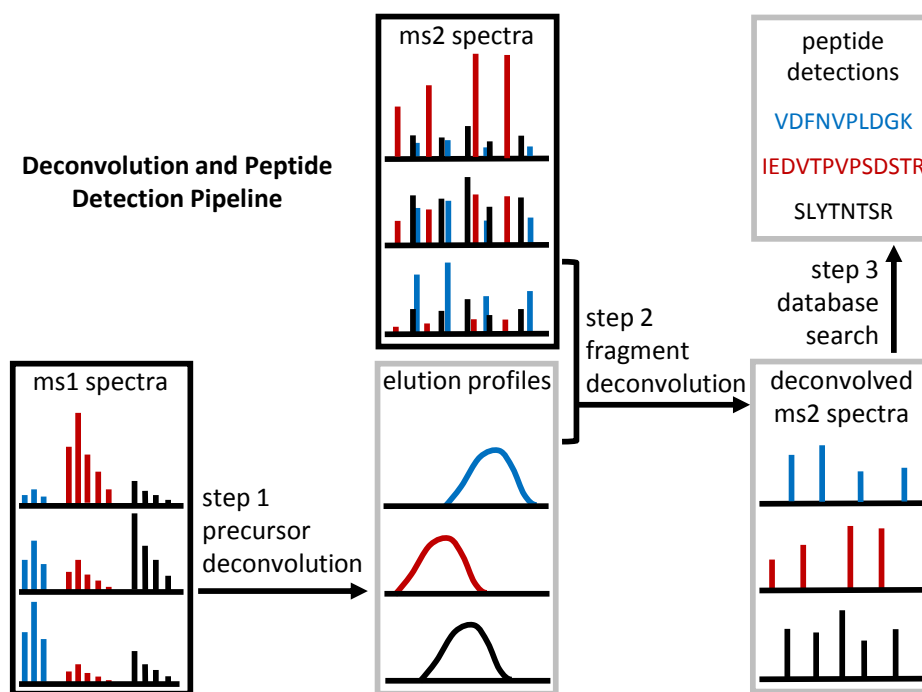 Deconvolution and Peptide
Detection Pipeline
ms1 spectra
step 1
precursor
deconvolution
ms2 spectra
elution profiles
step 2
fragment
deconvolution
deconvolved
ms2 spectra
step 3
database
search
peptide
detections
VDFNVPLDGK
IEDVTPVPSDSTR
SLYTNTSR